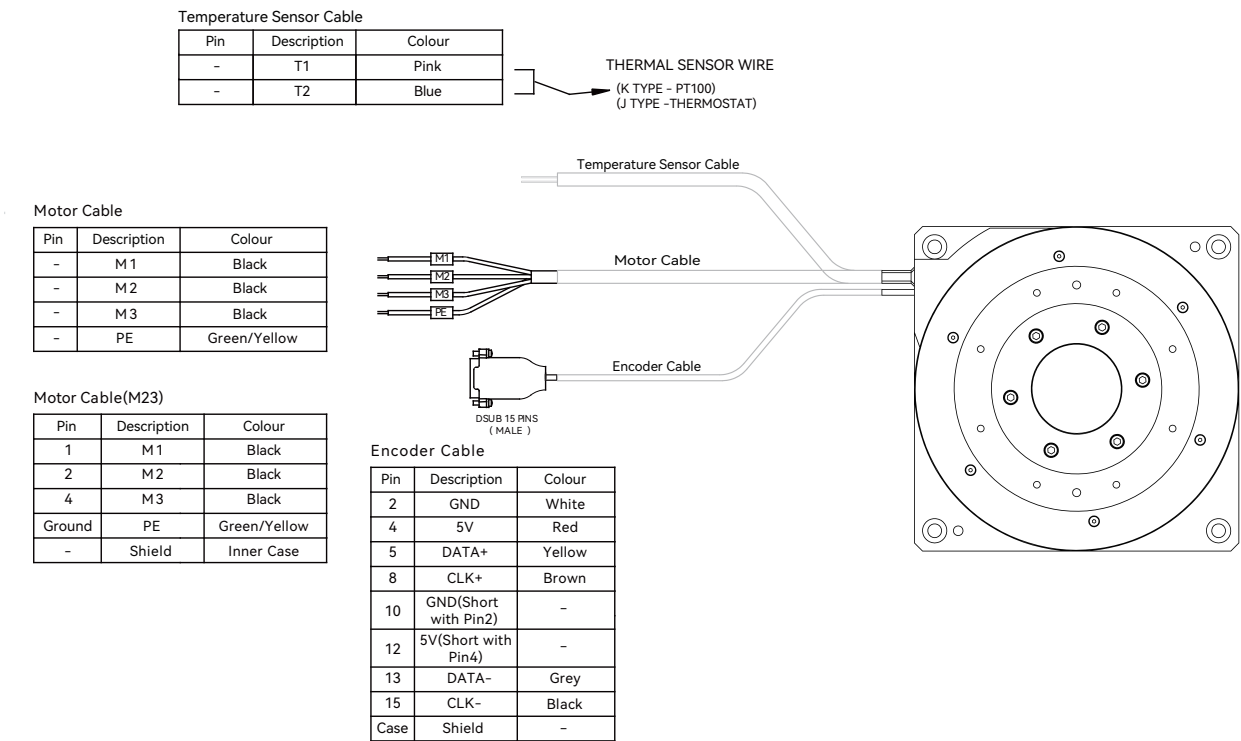 Temperature Sensor Cable
Pin Description Colour
- T1 Pink
- T2 Blue
THERMAL SENSOR WIRE
(K TYPE - PT100)
(J TYPE -THERMOSTAT)
Temperature Sensor Cable
Motor Cable
Pin Description Colour
- M1 Black
- M2 Black
- M3 Black
- PE Green/Yellow
M1
M2
M3
PE
Motor Cable
Encoder Cable
DSUB 15 PINS
( MALE )
Motor Cable(M23)
Pin Description Colour
1 M1 Black
2 M2 Black
4 M3 Black
Ground PE Green/Yellow
- Shield Inner Case
Encoder Cable
Pin Description Colour
2 GND White
4 5V Red
5 DATA+ Yellow
8 CLK+ Brown
10 GND(Short
with Pin2) -
12 5V(Short with
Pin4) -
13 DATA- Grey
15 CLK- Black
Case Shield -